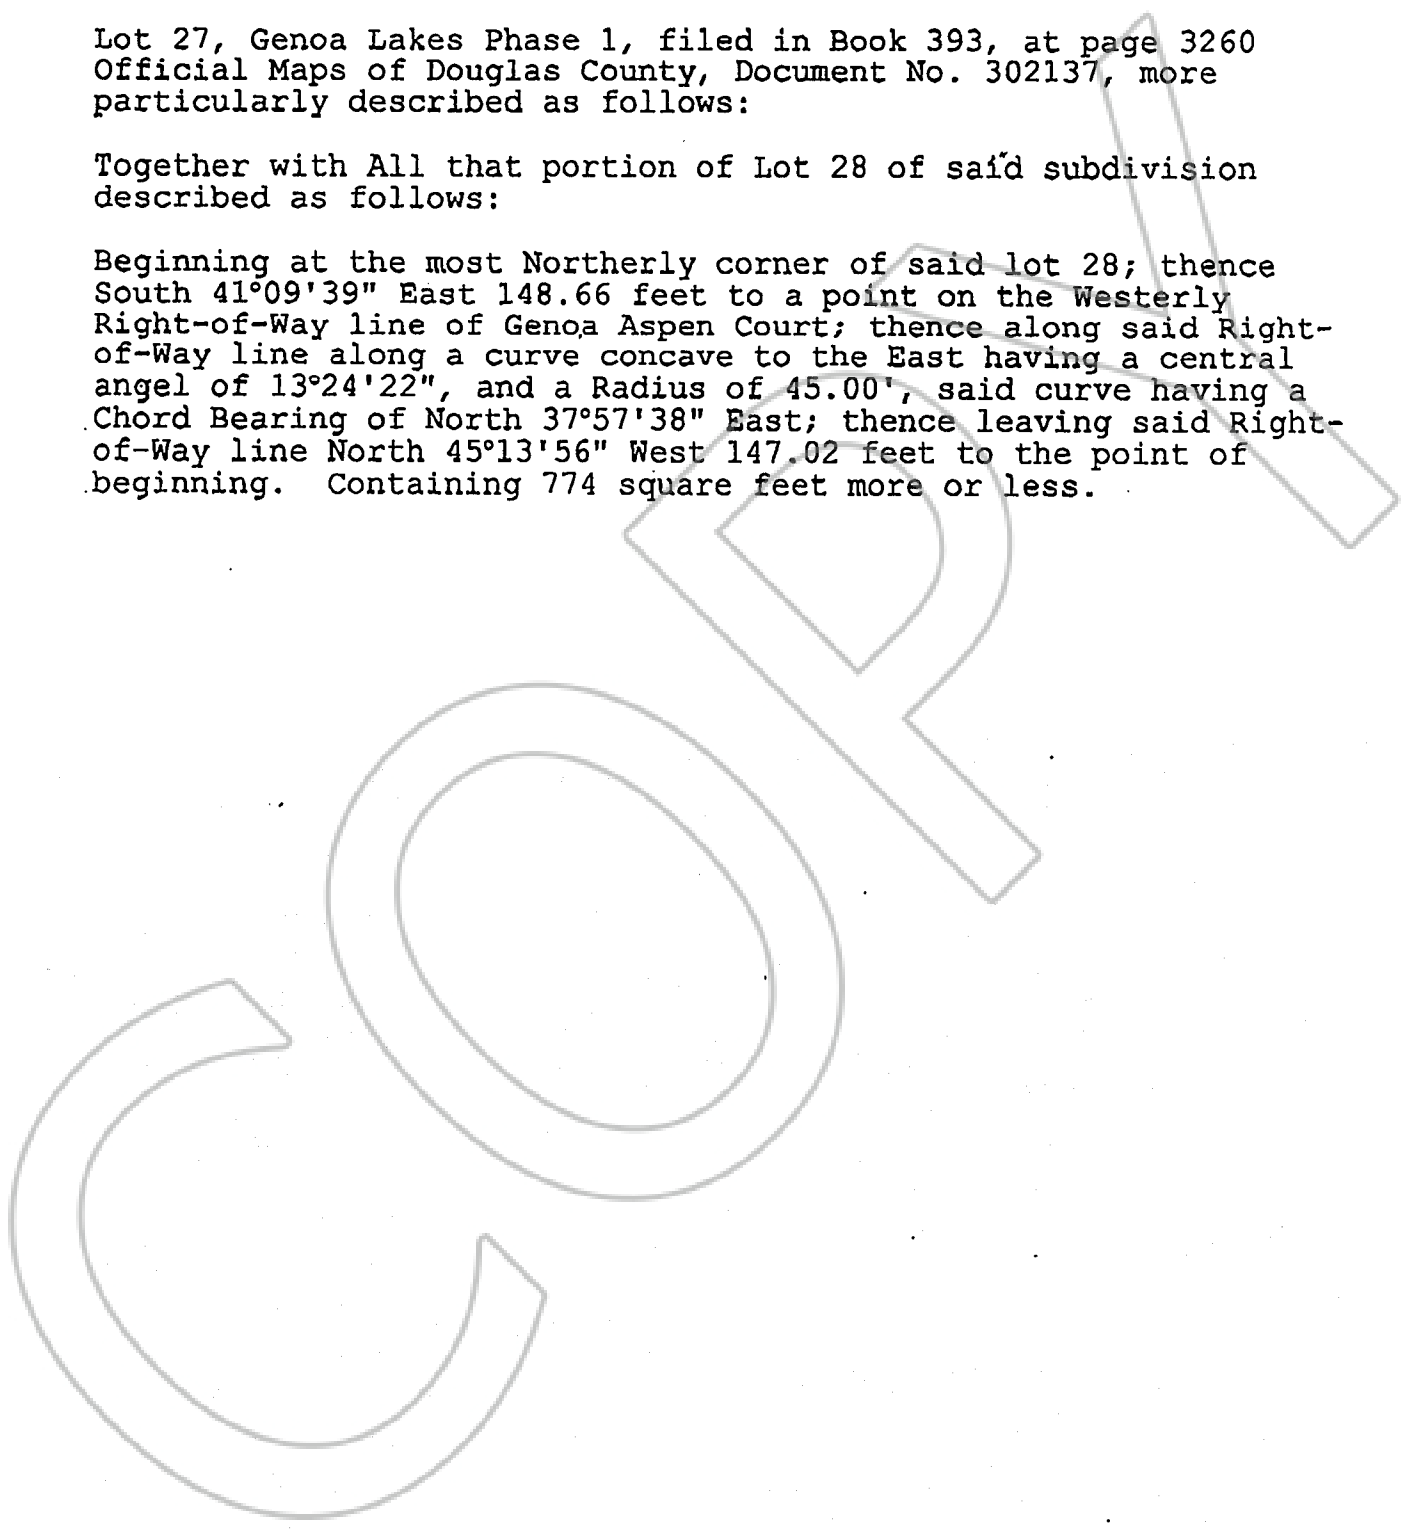 Lot 27, Genoa Lakes Phase 1, filed in Book 393, at page 3260
Official Maps of Douglas County, Document No. 302137, more
particularly described as follows:
Together with All that portion of Lot 28 of said subdivision
described as follows:
Beginning at the most Northerly corner of said lot 28; thence
South 41°09'39" East 148.66 feet to a point on the Westerly
Right-of-Way line of Genoa Aspen Court; thence along said Right-
of-Way line along a curve concave to the East having a central
angel of 13°24'22", and a Radius of 45.00', said curve having a
Chord Bearing of North 37°57'38" East; thence leaving said Right-
of-Way line North 45°13'56" West 147.02 feet to the point of
beginning. Containing 774 square feet more or less.
COPY